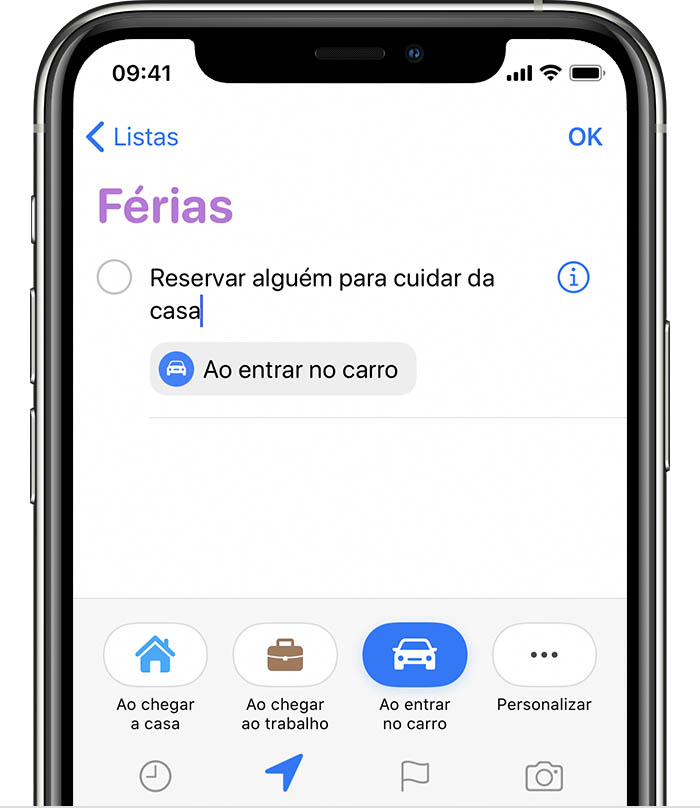 09:41
Listas
OK
Férias
Reservar alguém para cuidar da
casa
Ao entrar no carro
Ao chegar
a casa
Ao chegar
ao trabalho
Ao entrar
no carro
Personalizar